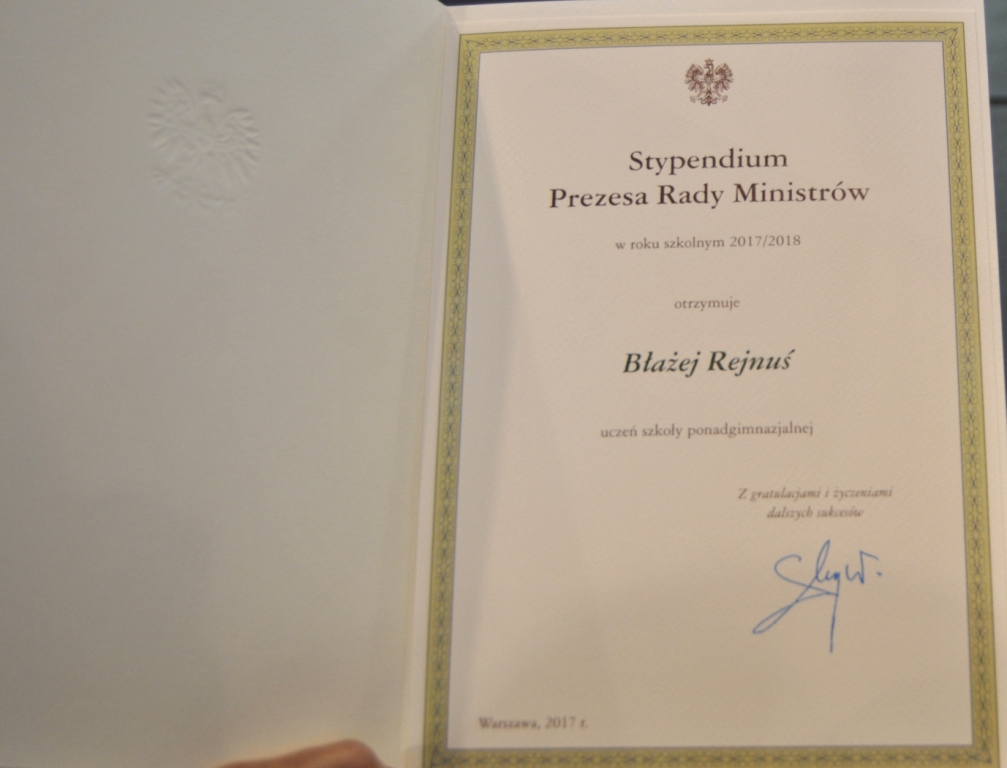 Stypendium
Prezesa Rady Ministrów
w roku szkolnym 2017/2018
otrzymuje
Błażej Rejnuś
uczeń szkoły ponadgimnazjalnej
Z gratulacjami i życzeniami
dalszych sukcesów
Warszawa, 2017 r.